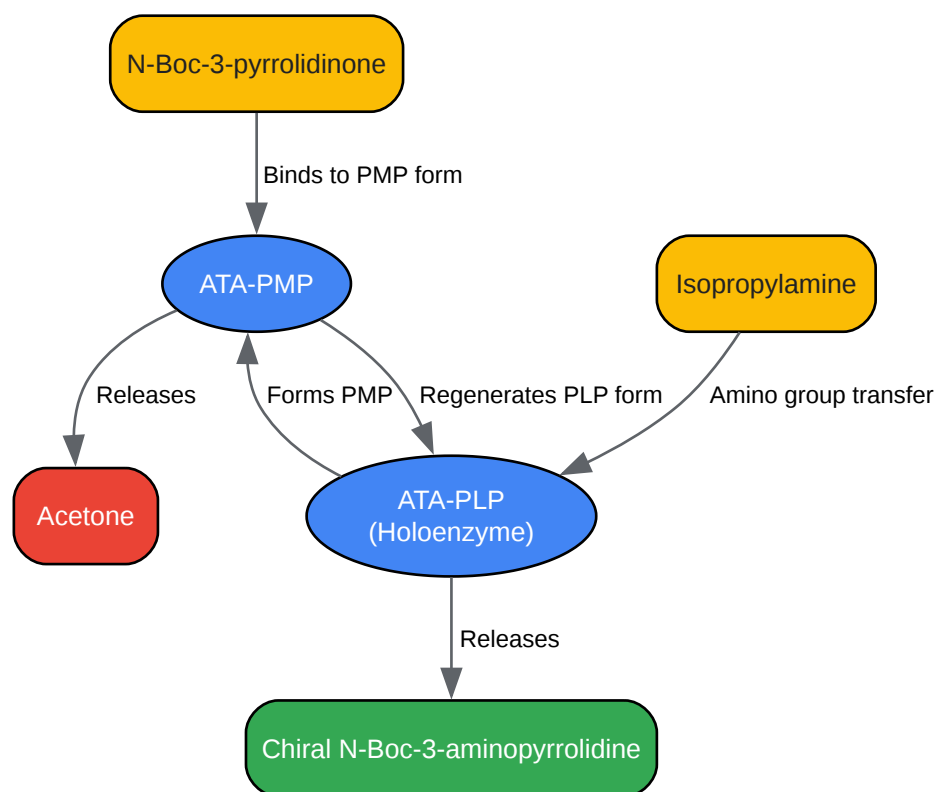 N-Boc-3-pyrrolidinone
Binds to PMP form
ATA-PMP
Isopropylamine
Releases
Forms PMP
Regenerates PLP form
Amino group transfer
Acetone
ATA-PLP
(Holoenzyme)
Releases
Chiral N-Boc-3-aminopyrrolidine